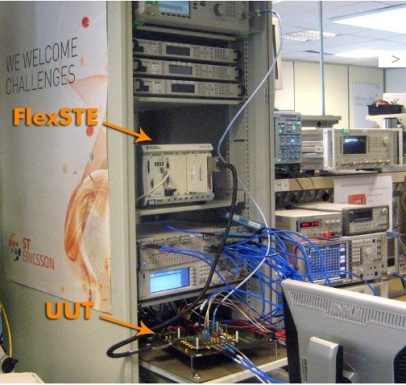 WE WELCOME
CHALLENGES
FlexSTE
ST
ERICSSON
UUT
>